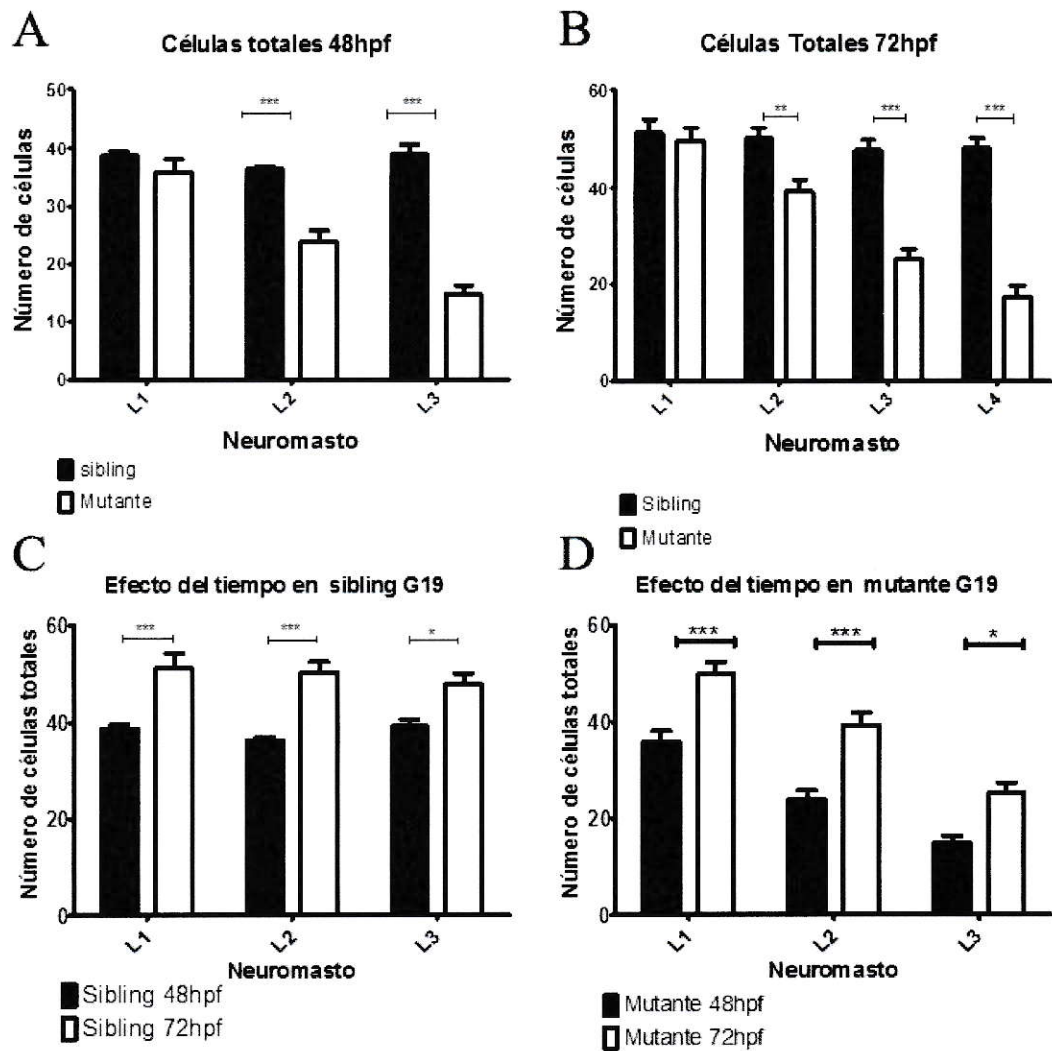 A
Células totales 48hpf
Número de células
50
40
30
20
10
0
***
***
L1
L2
L3
Neuromasto
sibling
Mutante
B
Células Totales 72hpf
Número de células
60
40
20
0
**
***
***
L1
L2
L3
L4
Neuromasto
Sibling
Mutante
C
Efecto del tiempo en sibling G19
Número de células totales
60
40
20
0
***
***
*
L1
L2
L3
Neuromasto
Sibling 48hpf
Sibling 72hpf
D
Efecto del tiempo en mutante G19
Número de células totales
60
40
20
0
***
***
*
L1
L2
L3
Neuromasto
Mutante 48hpf
Mutante 72hpf